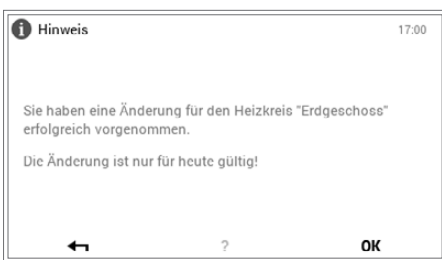 Hinweis
17:00
Sie haben eine Änderung für den Heizkreis "Erdgeschoss"
erfolgreich vorgenommen.
Die Änderung ist nur für heute gültig!
?
OK